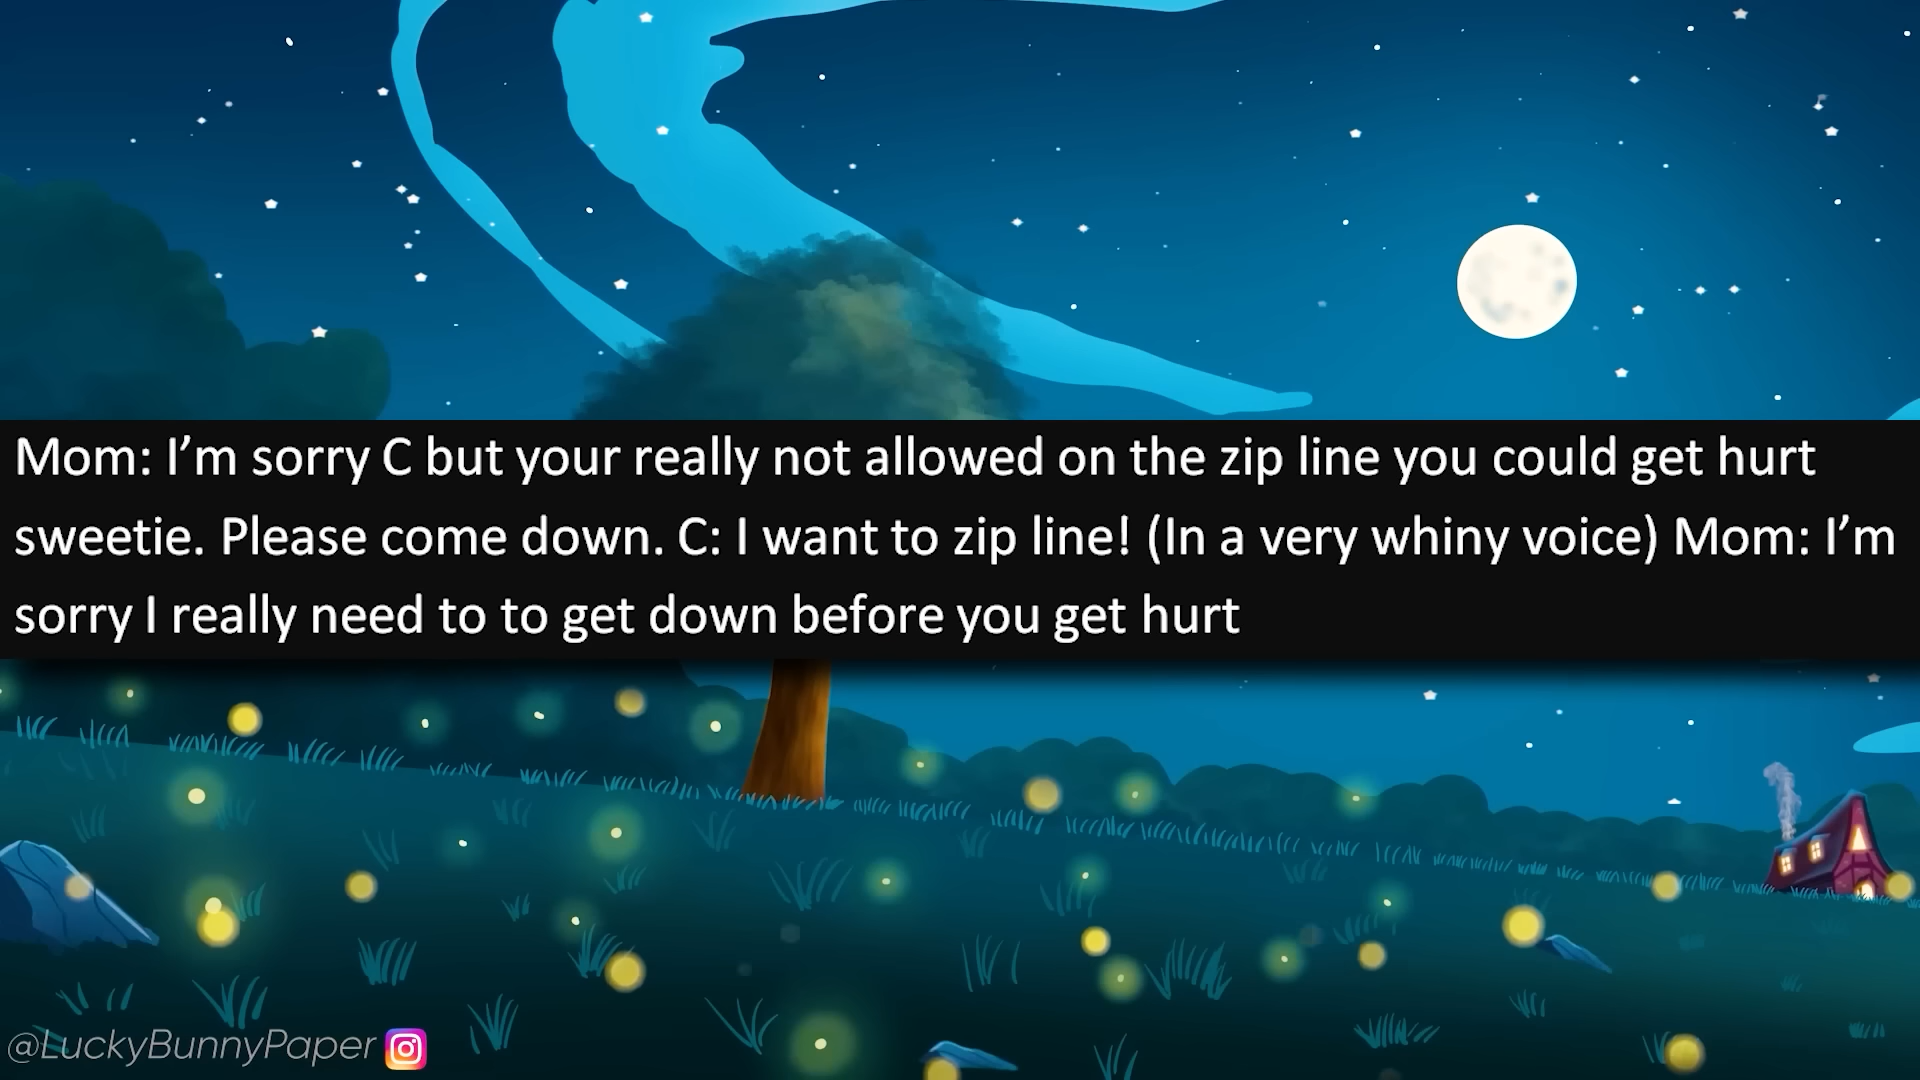 Mom: I’m sorry C but your really not allowed on the zip line you could get hurt
sweetie. Please come down. C: I want to zip line! (In a very whiny voice) Mom: I’m
sorry I really need to to get down before you get hurt
@LuckyBunnyPaper